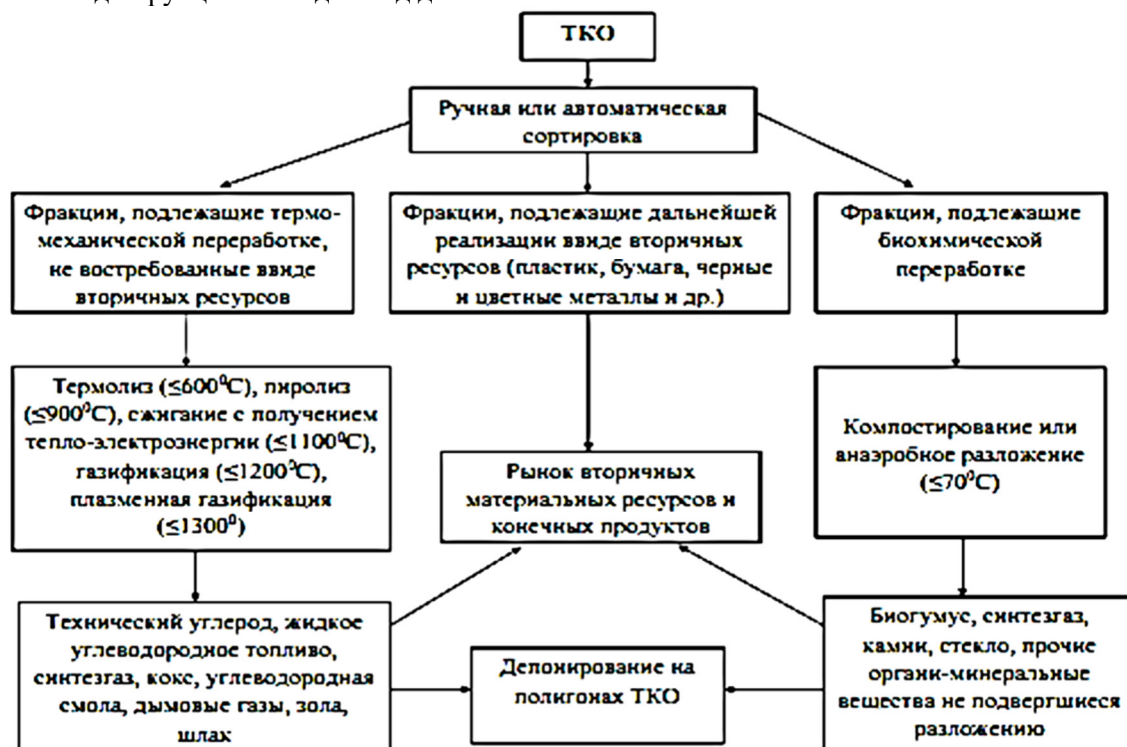 ТКО
Ручная или автоматическая
сортировка
Фракции, подлежащие термо-
механической переработке,
не востребованные ввиде
вторичных ресурсов
Фракции, подлежащие дальнейшей
реализации ввиде вторичных
ресурсов (пластик, бумага, черные
и цветные металлы и др.)
Фракции, подлежащие
биохимической
переработке
Термолиз (≤600⁰С), пиролиз
(≤900⁰С), сжигание с получением
тепло-электроэнергии (≤1100⁰С),
газификация (≤1200⁰С),
плазменная газификация
(≤1300⁰)
Рынок вторичных
материальных ресурсов и
конечных продуктов
Компостирование или
анаэробное разложение
(≤70⁰С)
Технический углерод, жидкое
углеводородное топливо,
синтезгаз, кокс, углеводородная
смола, дымовые газы, зола,
шлак
Депонирование на
полигонах ТКО
Биогумус, синтезгаз,
камни, стекло, прочие
органи-минеральные
вещества не подвергшиеся
разложению